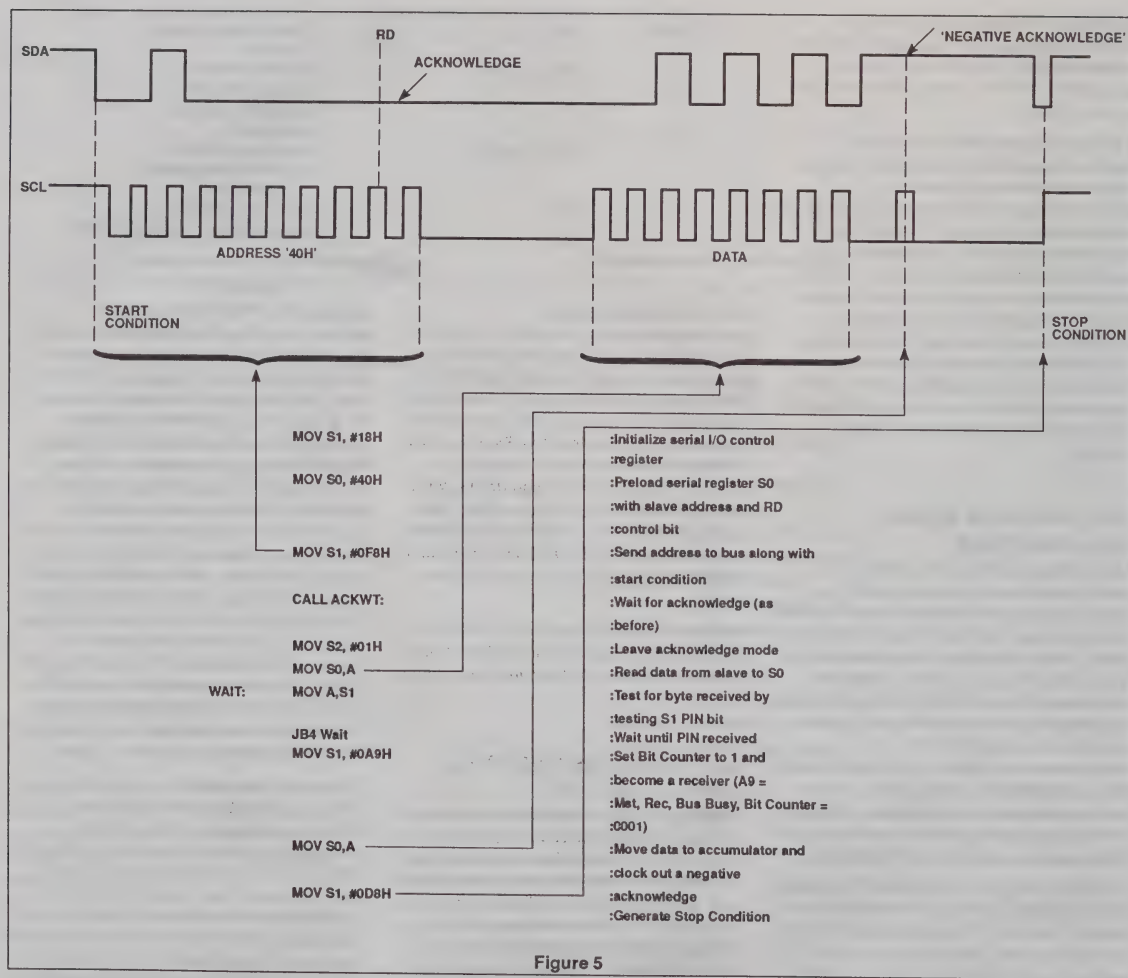 RD
'NEGATIVE ACKNOWLEDGE'
SDA
ACKNOWLEDGE
SCL
ADDRESS '40H'
DATA
START
CONDITION
STOP
CONDITION
MOV S1, #18H :Initialize serial I/O control
:register
MOV S0, #40H :Preload serial register S0
:with slave address and RD
:control bit
MOV S1, #0F8H :Send address to bus along with
:start condition
CALL ACKWT: :Wait for acknowledge (as
:before)
MOV S2, #01H :Leave acknowledge mode
MOV S0,A :Read data from slave to S0
WAIT: MOV A,S1 :Test for byte received by
:testing S1 PIN bit
JB4 Wait :Wait until PIN received
MOV S1, #0A9H :Set Bit Counter to 1 and
:become a receiver (A9 =
:Mst, Rec, Bus Busy, Bit Counter =
:0001)
MOV S0,A :Move data to accumulator and
:clock out a negative
MOV S1, #0D8H :acknowledge
:Generate Stop Condition
Figure 5